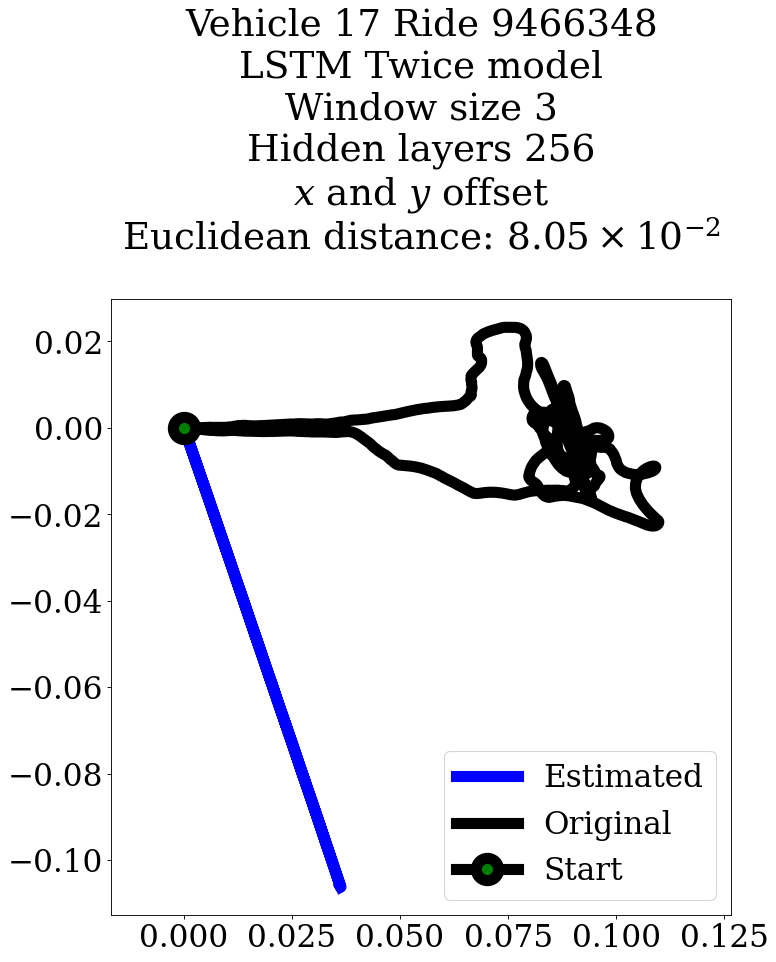 Vehicle 17 Ride 9466348
LSTM Twice model
Window size 3
Hidden layers 256
x and y offset
Euclidean distance: 8.05 × 10⁻²
0.02
0.00
−0.02
−0.04
−0.06
−0.08
−0.10
Estimated
Original
Start
0.000 0.025 0.050 0.075 0.100 0.125